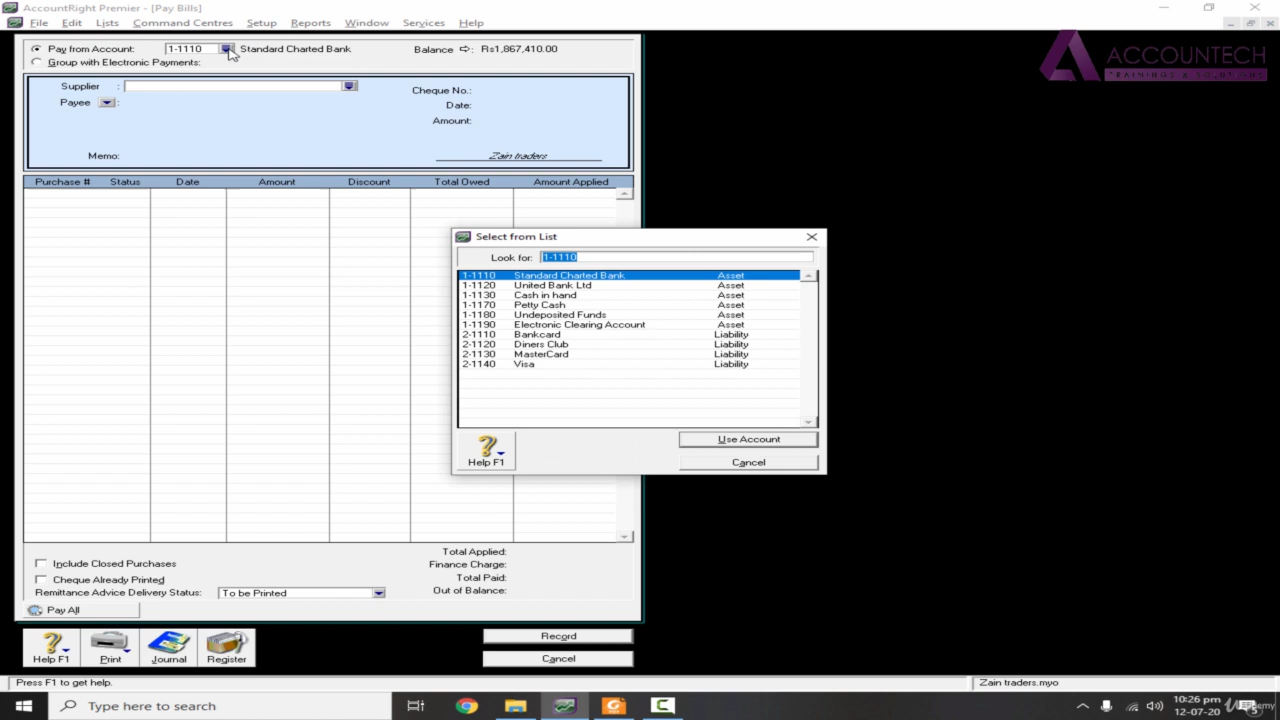 AccountRight Premier - [Pay Bills]
File Edit Lists Command Centres Setup Reports Window Services Help
Pay from Account: 1-1110 Standard Charted Bank Balance Rs1,867,410.00
Group with Electronic Payments:
ACCOUNTECH
TRAININGS & SOLUTIONS
Supplier :
Payee :
Cheque No.:
Date:
Amount:
Memo:
Zain traders
Purchase # Status Date Amount Discount Total Owed Amount Applied
Select from List
Look for: 1-1110
1-1110 Standard Charted Bank Asset
1-1120 United Bank Ltd Asset
1-1130 Cash in hand Asset
1-1170 Petty Cash Asset
1-1180 Undeposited Funds Asset
1-1190 Electronic Clearing Account Asset
2-1110 Bankcard Liability
2-1120 Diners Club Liability
2-1130 MasterCard Liability
2-1140 Visa Liability
Use Account
Help F1
Cancel
Total Applied:
Include Closed Purchases
Finance Charge:
Cheque Already Printed
Total Paid:
Remittance Advice Delivery Status: To be Printed
Out of Balance:
Pay All
Record
Help F1 Print Journal Register
Cancel
Press F1 to get help.
Zain traders.myo
Type here to search
10:26 pm
12-07-20